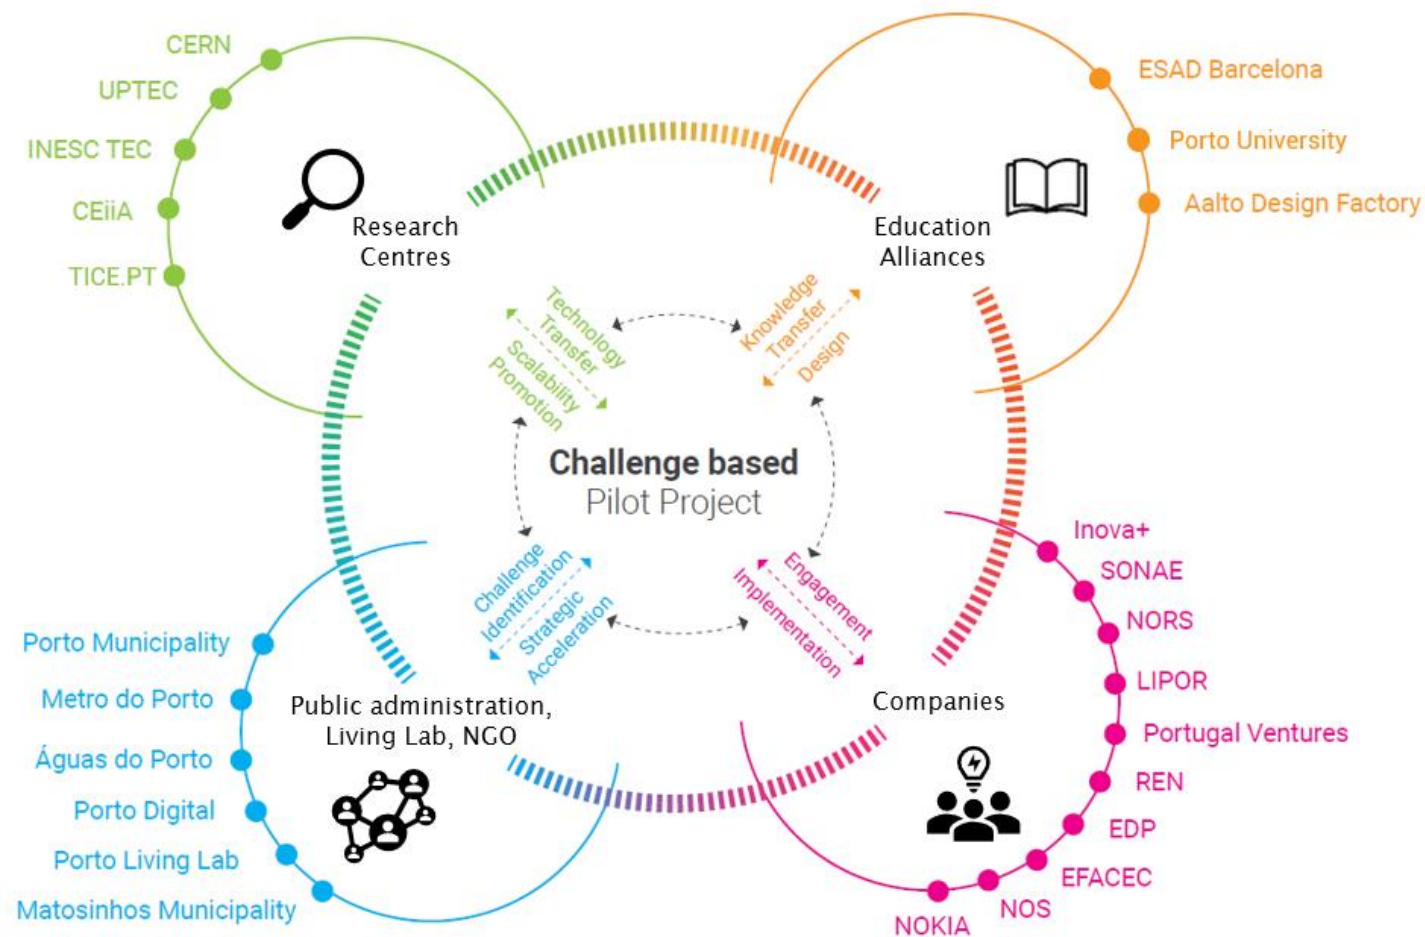 CERN
UPTEC
INESC TEC
CEiiA
TICE.PT
Research
Centres
ESAD Barcelona
Porto University
Aalto Design Factory
Education
Alliances
Technology
Transfer
Scalability
Promotion
Knowledge
Transfer
Design
Challenge based
Pilot Project
Challenge
Identification
Strategic
Acceleration
Engagement
Implementation
Porto Municipality
Metro do Porto
Águas do Porto
Porto Digital
Porto Living Lab
Matosinhos Municipality
Public administration,
Living Lab, NGO
Companies
Inova+
SONAE
NORS
LIPOR
Portugal Ventures
REN
EDP
EFACEC
NOS
NOKIA